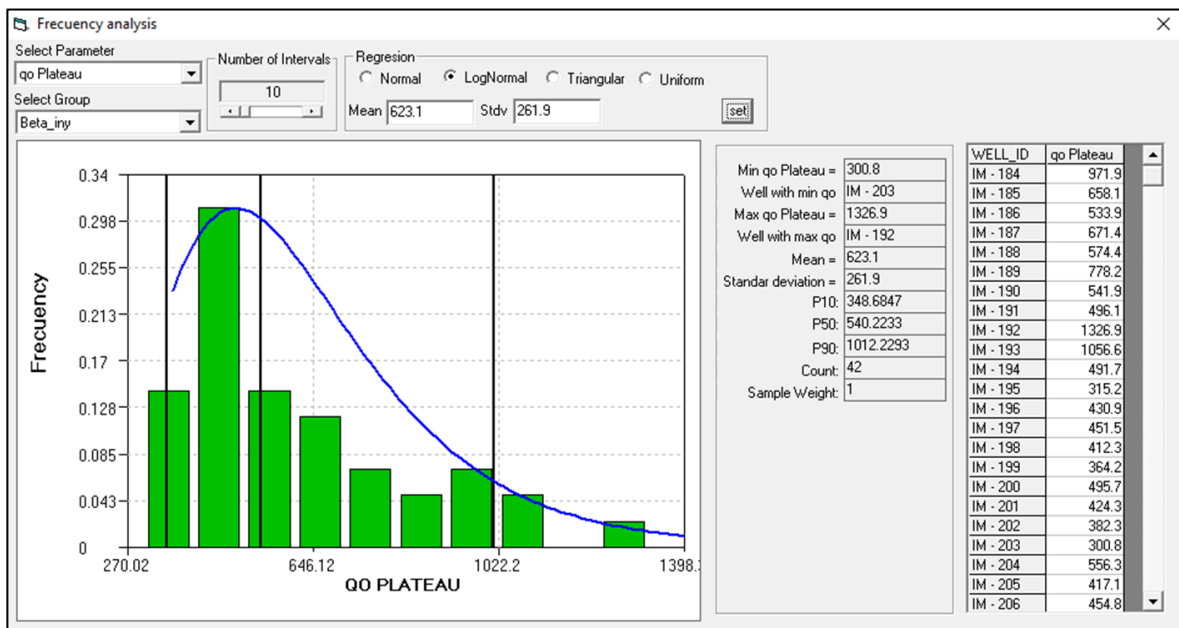 Frecuency analysis
Select Parameter
qo Plateau
Select Group
Beta_iny
Number of Intervals
10
Regresion
Normal LogNormal Triangular Uniform
Mean 623.1 Stdv 261.9 set
Frecuency
0.34
0.298
0.255
0.213
0.17
0.128
0.085
0.043
0
270.02 646.12 1022.2 1398.
QO PLATEAU
Min qo Plateau = 300.8
Well with min qo IM - 203
Max qo Plateau = 1326.9
Well with max qo IM - 192
Mean = 623.1
Standar deviation = 261.9
P10: 348.6847
P50: 540.2233
P90: 1012.2293
Count: 42
Sample Weight: 1
WELL_ID qo Plateau
IM - 184 971.9
IM - 185 658.1
IM - 186 533.9
IM - 187 671.4
IM - 188 574.4
IM - 189 778.2
IM - 190 541.9
IM - 191 496.1
IM - 192 1326.9
IM - 193 1056.6
IM - 194 491.7
IM - 195 315.2
IM - 196 430.9
IM - 197 451.5
IM - 198 412.3
IM - 199 364.2
IM - 200 495.7
IM - 201 424.3
IM - 202 382.3
IM - 203 300.8
IM - 204 556.3
IM - 205 417.1
IM - 206 454.8